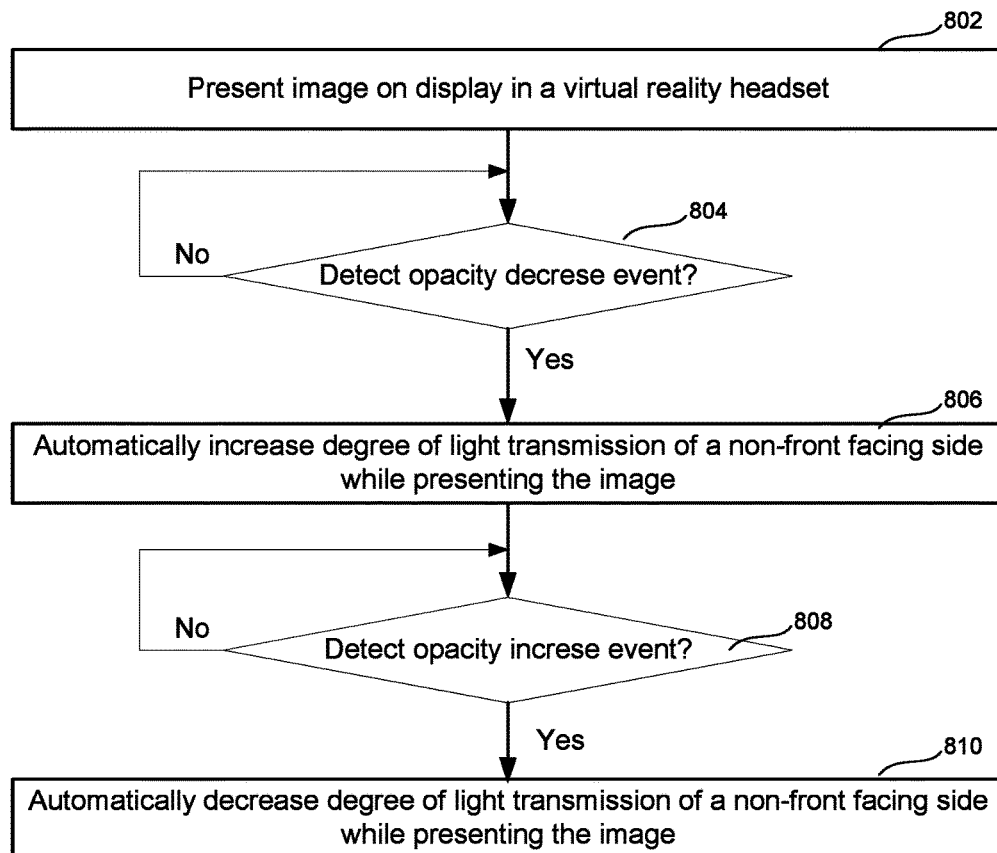 802
Present image on display in a virtual reality headset
804
No
Detect opacity decrese event?
Yes
806
Automatically increase degree of light transmission of a non-front facing side
while presenting the image
No
Detect opacity increse event?
808
Yes
810
Automatically decrease degree of light transmission of a non-front facing side
while presenting the image